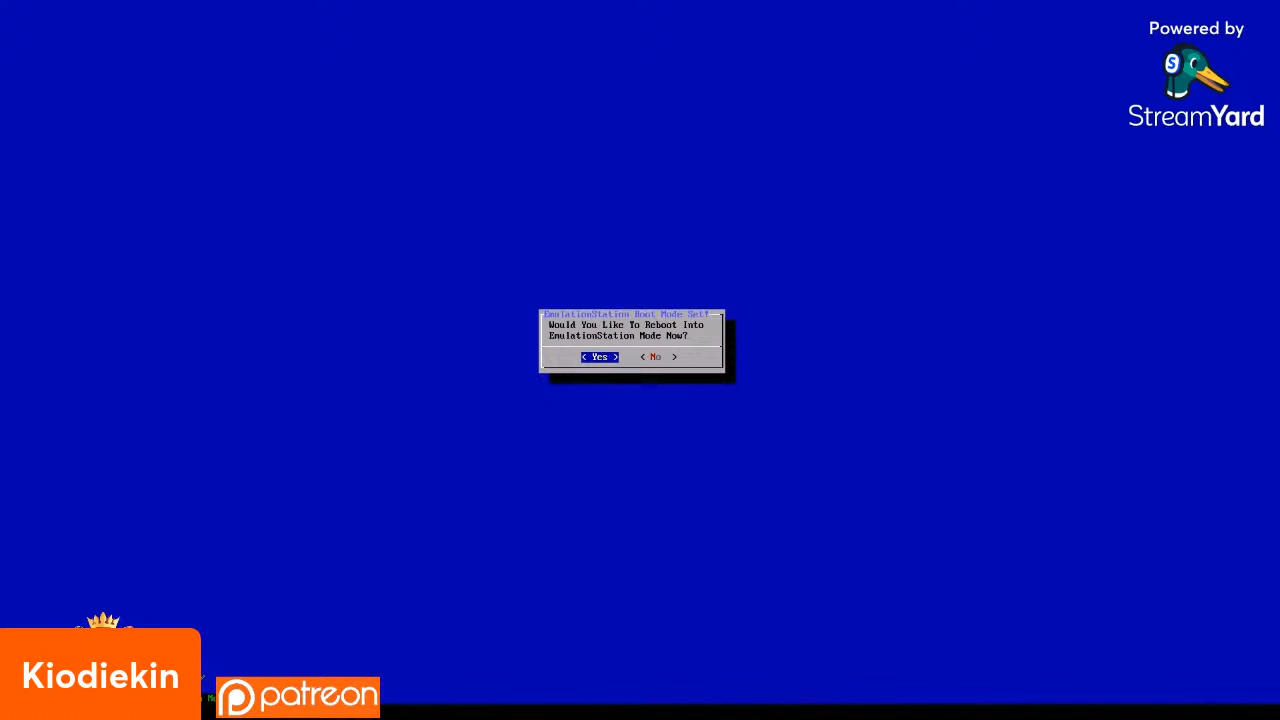 Powered by
S
StreamYard
EmulationStation Boot Mode Set!
Would You Like To Reboot Into
EmulationStation Mode Now?
< Yes > < No >
Kiodiekin
patreon